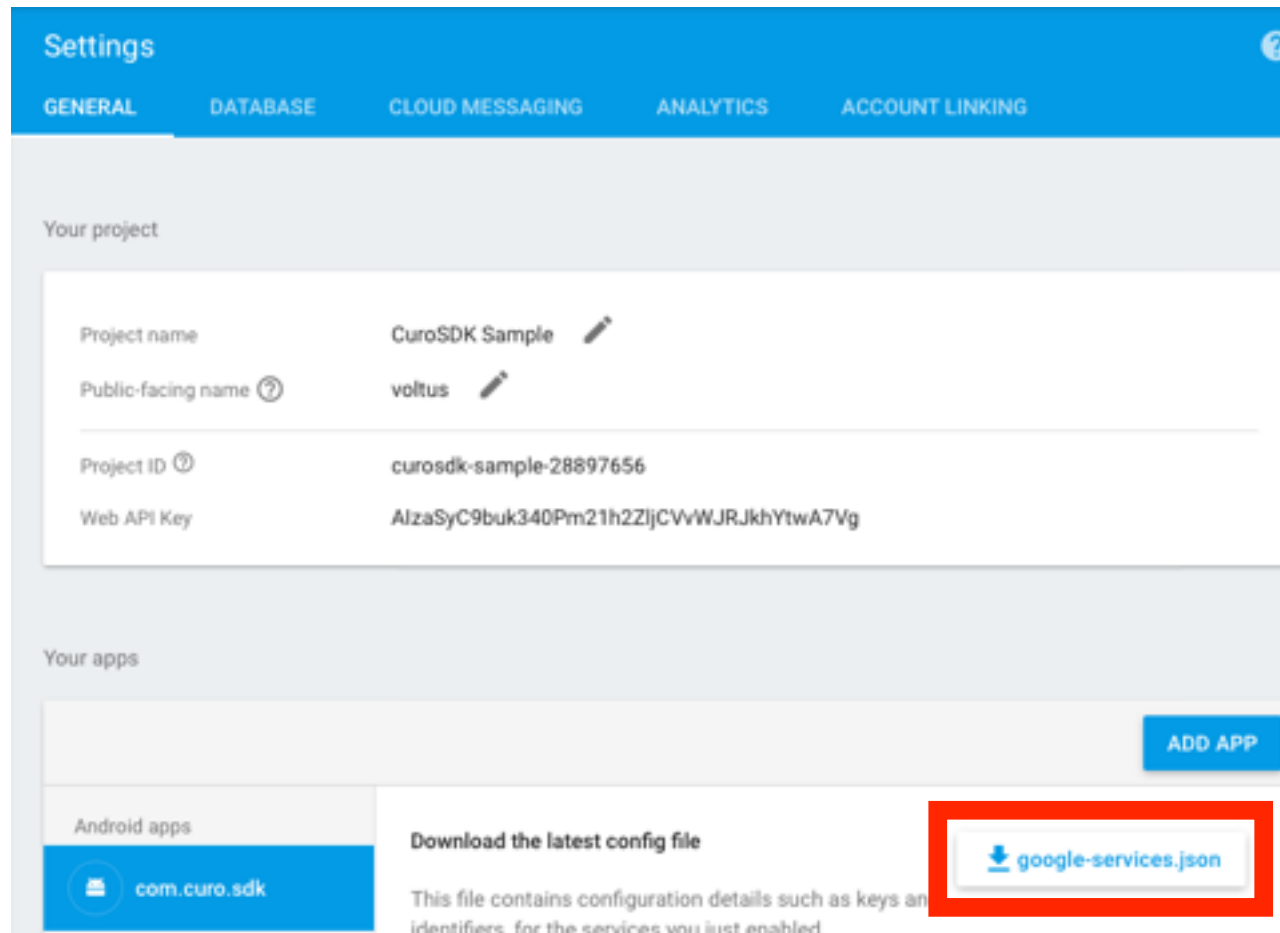 Settings
GENERAL DATABASE CLOUD MESSAGING ANALYTICS ACCOUNT LINKING
Your project
Project name CuroSDK Sample
Public-facing name voltus
Project ID curosdk-sample-28897656
Web API Key AIzaSyC9buk340Pm21h2ZljCVvWJRJkhYtwA7Vg
Your apps
ADD APP
Android apps
com.curo.sdk
Download the latest config file
google-services.json
This file contains configuration details such as keys an
identifiers, for the services you just enabled.